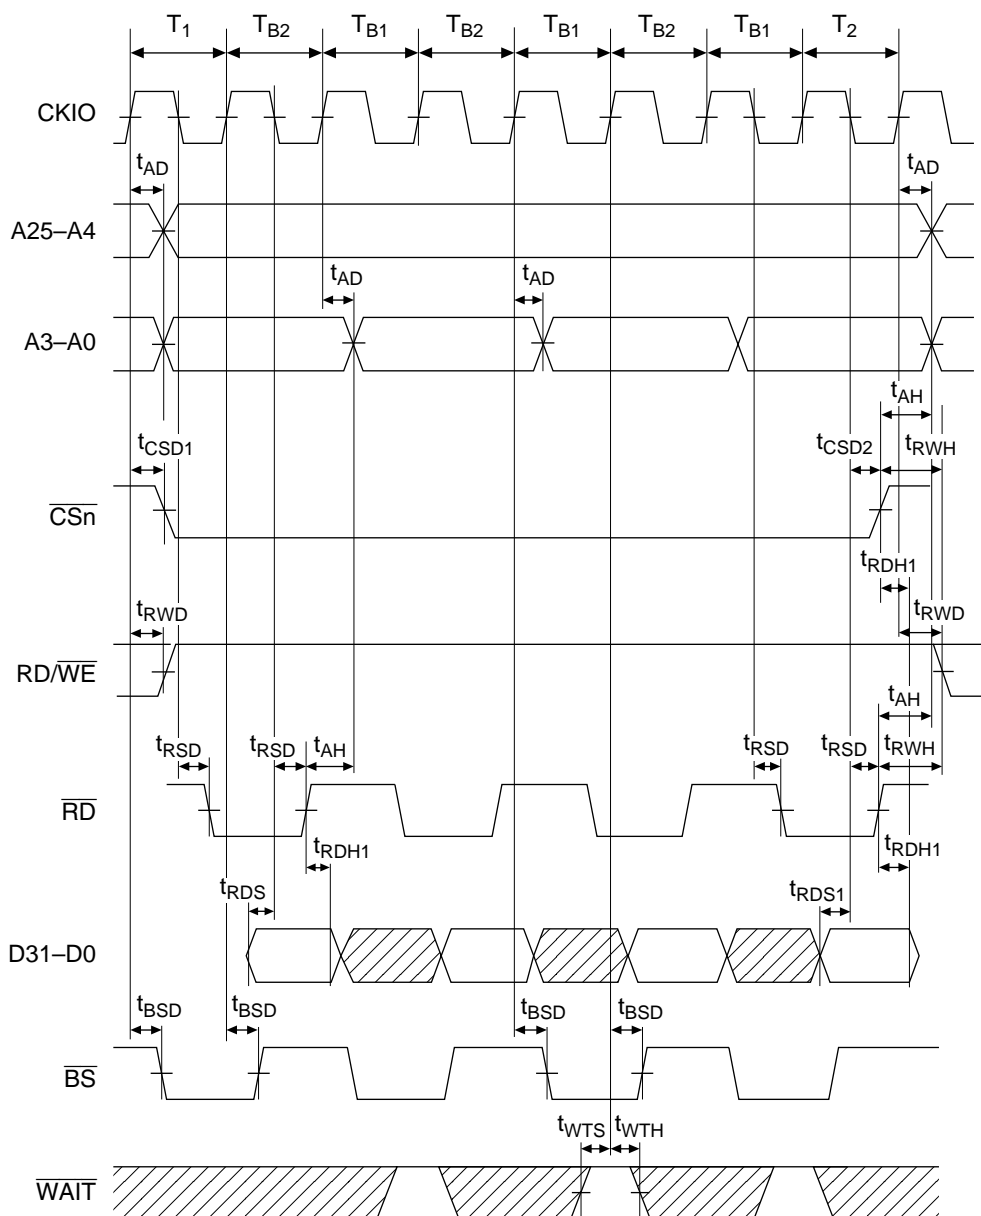 T1 TB2 TB1 TB2 TB1 TB2 TB1 T2
CKIO
tAD tAD
A25–A4
tAD tAD
A3–A0
tAH
tCSD1 tCSD2 tRWH
CSn
tRDH1
tRWD tRWD
RD/WE
tAH
tRSD tRSD tAH tRSD tRSD tRWH
RD
tRDH1 tRDH1
tRDS tRDS1
D31–D0
tBSD tBSD tBSD tBSD
BS
tWTS tWTH
WAIT